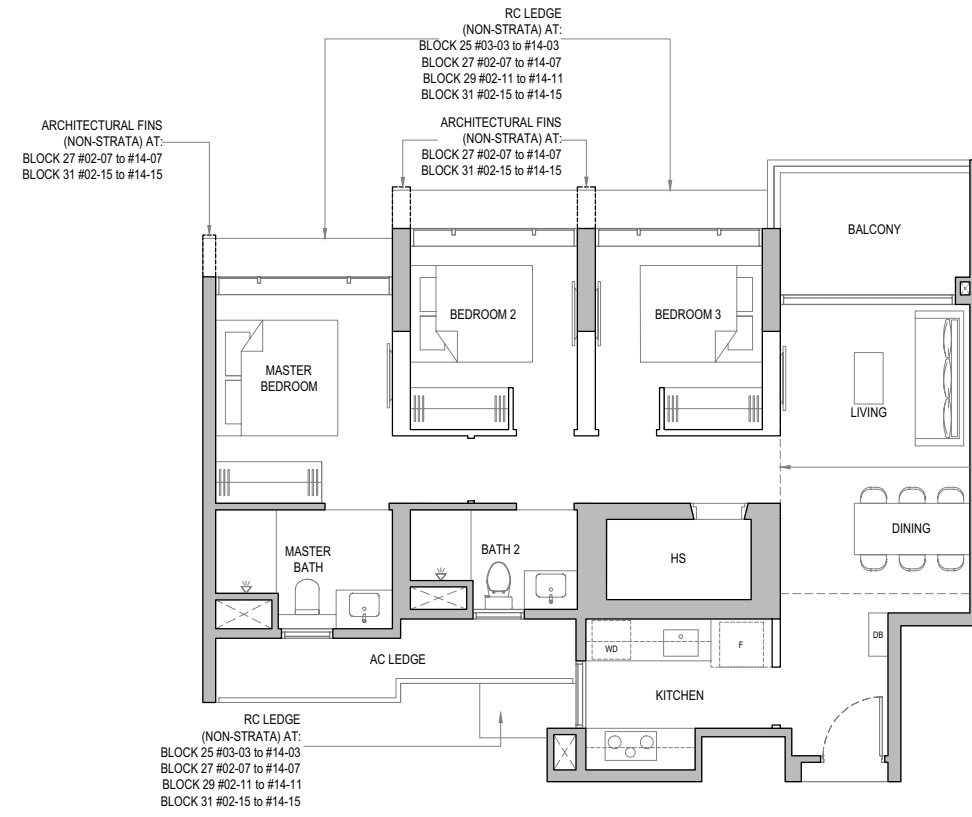 RC LEDGE
(NON-STRATA) AT:
BLOCK 25 #03-03 to #14-03
BLOCK 27 #02-07 to #14-07
BLOCK 29 #02-11 to #14-11
BLOCK 31 #02-15 to #14-15
ARCHITECTURAL FINS
(NON-STRATA) AT:
BLOCK 27 #02-07 to #14-07
BLOCK 31 #02-15 to #14-15
ARCHITECTURAL FINS
(NON-STRATA) AT:
BLOCK 27 #02-07 to #14-07
BLOCK 31 #02-15 to #14-15
BALCONY
BEDROOM 2
BEDROOM 3
MASTER
BEDROOM
LIVING
DINING
MASTER
BATH
BATH 2
HS
WD
F
DB
AC LEDGE
KITCHEN
RC LEDGE
(NON-STRATA) AT:
BLOCK 25 #03-03 to #14-03
BLOCK 27 #02-07 to #14-07
BLOCK 29 #02-11 to #14-11
BLOCK 31 #02-15 to #14-15